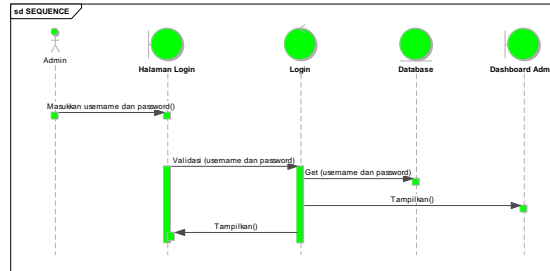 sd SEQUENCE
Admin
Halaman Login
Login
Database
Dashboard Adm
Masukkan username dan password()
Validasi (username dan password)
Get (username dan password)
Tampilkan()
Tampilkan()